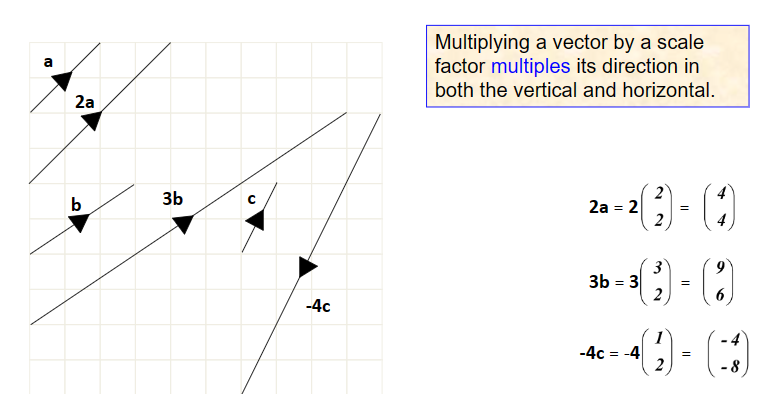 Multiplying a vector by a scale
factor multiples its direction in
both the vertical and horizontal.
a
2a
b
3b
c
-4c
2a = 2 ( 2 2 ) = ( 4 4 )
3b = 3 ( 3 2 ) = ( 9 6 )
-4c = -4 ( 1 2 ) = ( -4 -8 )